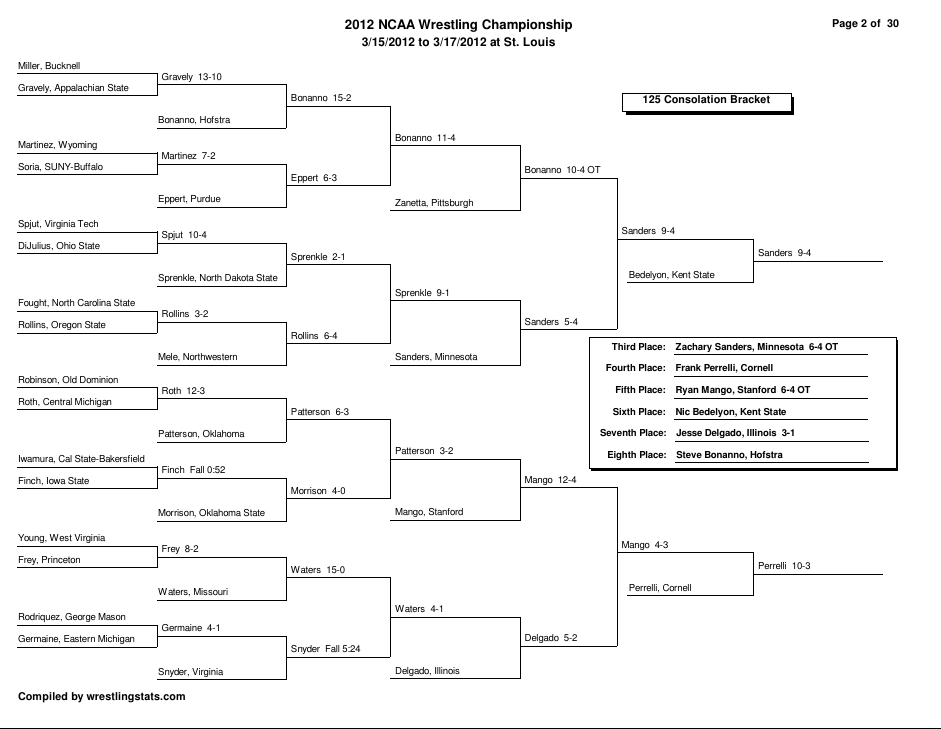 2012 NCAA Wrestling Championship
Page 2 of 30
3/15/2012 to 3/17/2012 at St. Louis
125 Consolation Bracket
Miller, Bucknell
Gravely, Appalachian State
Gravely 13-10
Bonanno, Hofstra
Bonanno 15-2
Martinez, Wyoming
Soria, SUNY-Buffalo
Martinez 7-2
Eppert, Purdue
Eppert 6-3
Bonanno 11-4
Zanetta, Pittsburgh
Bonanno 10-4 OT
Spjut, Virginia Tech
DiJulius, Ohio State
Spjut 10-4
Sprenkle, North Dakota State
Sprenkle 2-1
Fought, North Carolina State
Rollins, Oregon State
Rollins 3-2
Mele, Northwestern
Rollins 6-4
Sprenkle 9-1
Sanders, Minnesota
Sanders 5-4
Sanders 9-4
Bedelyon, Kent State
Sanders 9-4
Third Place: Zachary Sanders, Minnesota 6-4 OT
Fourth Place: Frank Perrelli, Cornell
Fifth Place: Ryan Mango, Stanford 6-4 OT
Sixth Place: Nic Bedelyon, Kent State
Seventh Place: Jesse Delgado, Illinois 3-1
Eighth Place: Steve Bonanno, Hofstra
Robinson, Old Dominion
Roth, Central Michigan
Roth 12-3
Patterson, Oklahoma
Patterson 6-3
Iwamura, Cal State-Bakersfield
Finch, Iowa State
Finch Fall 0:52
Morrison, Oklahoma State
Morrison 4-0
Patterson 3-2
Mango, Stanford
Mango 12-4
Young, West Virginia
Frey, Princeton
Frey 8-2
Waters, Missouri
Waters 15-0
Rodriquez, George Mason
Germaine, Eastern Michigan
Germaine 4-1
Snyder, Virginia
Snyder Fall 5:24
Waters 4-1
Delgado, Illinois
Delgado 5-2
Mango 4-3
Perrelli, Cornell
Perrelli 10-3
Compiled by wrestlingstats.com